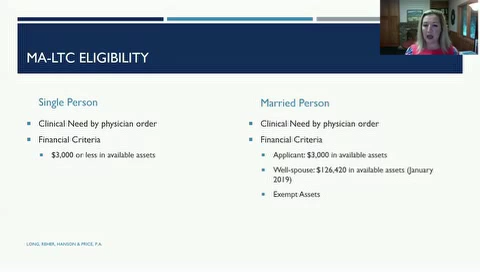 MA-LTC ELIGIBILITY
Single Person
Clinical Need by physician order
Financial Criteria
$3,000 or less in available assets
Married Person
Clinical Need by physician order
Financial Criteria
Applicant: $3,000 in available assets
Well-spouse: $126,420 in available assets (January
2019)
Exempt Assets
LONG, REHER, HANSON & PRICE, P.A.